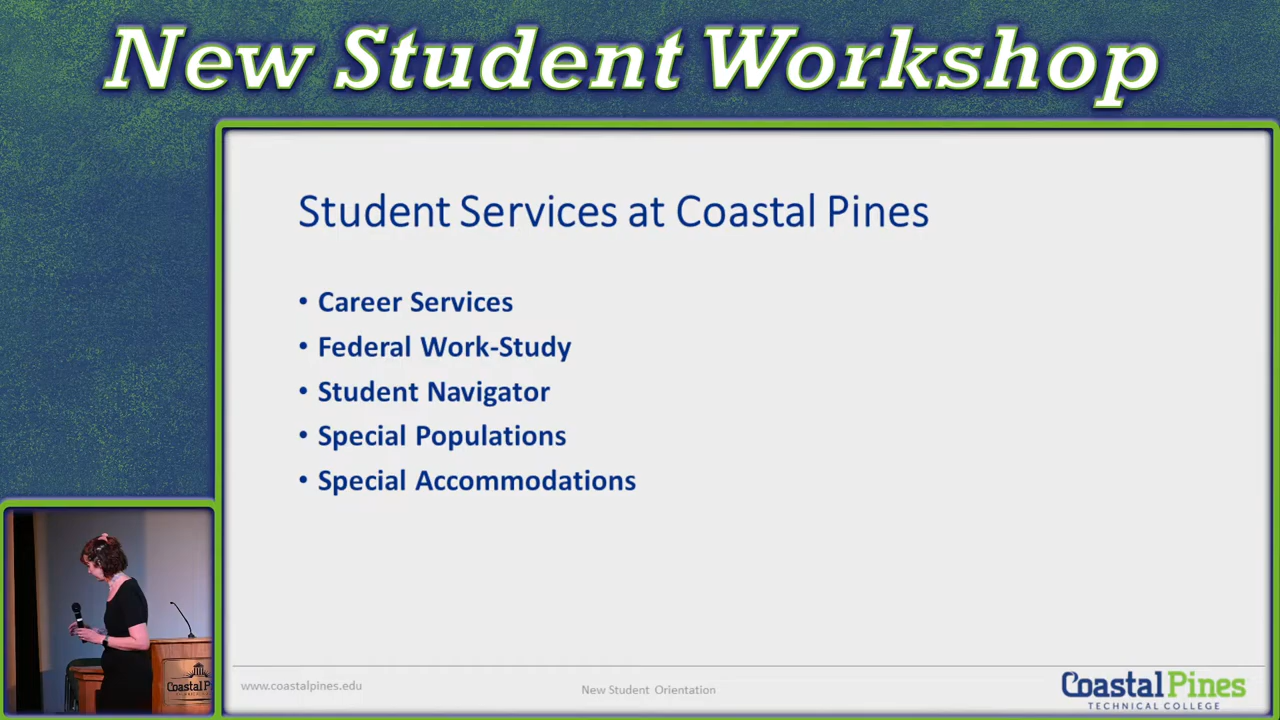 New Student Workshop
Student Services at Coastal Pines
• Career Services
• Federal Work-Study
• Student Navigator
• Special Populations
• Special Accommodations
www.coastalpines.edu
New Student Orientation
CoastalPines
TECHNICAL COLLEGE
Coastal P